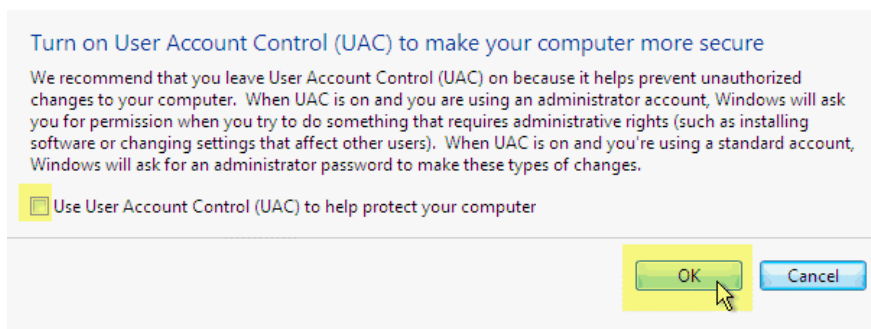 Turn on User Account Control (UAC) to make your computer more secure
We recommend that you leave User Account Control (UAC) on because it helps prevent unauthorized
changes to your computer.  When UAC is on and you are using an administrator account, Windows will ask
you for permission when you try to do something that requires administrative rights (such as installing
software or changing settings that affect other users).  When UAC is on and you're using a standard account,
Windows will ask for an administrator password to make these types of changes.
Use User Account Control (UAC) to help protect your computer
OK Cancel